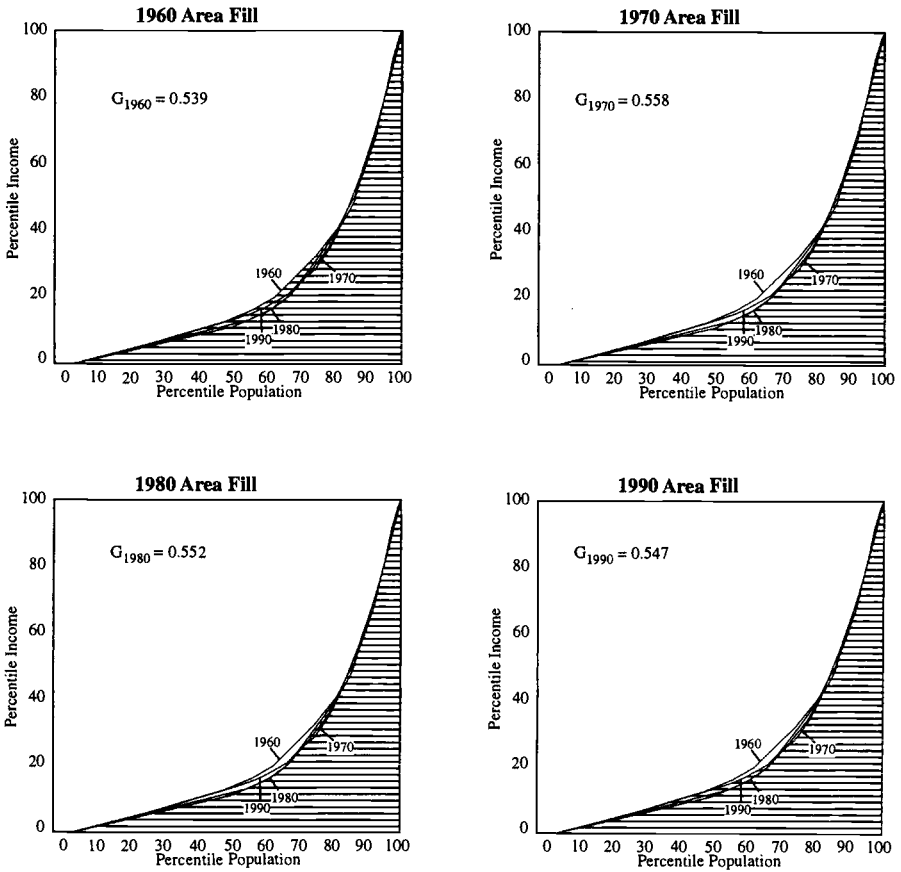 1960 Area Fill
100
80
60
40
20
0
Percentile Income
G1960 = 0.539
1960
1970
1980
1990
0 10 20 30 40 50 60 70 80 90 100
Percentile Population
1970 Area Fill
100
80
60
40
20
0
Percentile Income
G1970 = 0.558
1960
1970
1980
1990
0 10 20 30 40 50 60 70 80 90 100
Percentile Population
1980 Area Fill
100
80
60
40
20
0
Percentile Income
G1980 = 0.552
1960
1970
1980
1990
0 10 20 30 40 50 60 70 80 90 100
Percentile Population
1990 Area Fill
100
80
60
40
20
0
Percentile Income
G1990 = 0.547
1960
1970
1980
1990
0 10 20 30 40 50 60 70 80 90 100
Percentile Population